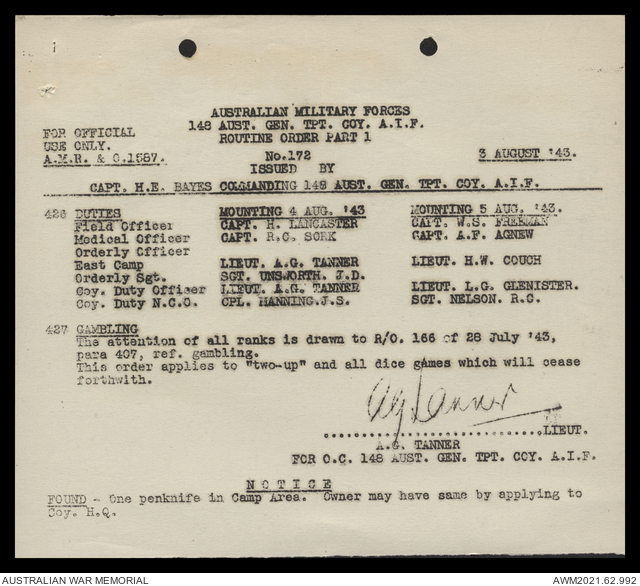 AUSTRALIAN MILITARY FORCES
148 AUST. GEN. TPT. COY. A.I.F.
FOR OFFICIAL
ROUTINE ORDER PART 1
USE ONLY.
A.M.R. & O.1587.
No.172
3 AUGUST '43.
ISSUED BY
CAPT. H.E. BAYES COMMANDING 148 AUST. GEN. TPT. COY. A.I.F.
426 DUTIES MOUNTING 4 AUG. '43 MOUNTING 5 AUG. '43.
Field Officer CAPT. H. LANCASTER CAPT. W.S. FREEMAN
Medical Officer CAPT. R.C. SORK CAPT. A.F. AGNEW
Orderly Officer
East Camp LIEUT. A.G. TANNER LIEUT. H.W. COUCH
Orderly Sgt. SGT. UNSWORTH. J.D.
Coy. Duty Officer LIEUT. A.G. TANNER LIEUT. L.G. GLENISTER.
Coy. Duty N.C.O. CPL. MANNING.J.S. SGT. NELSON. R.C.
427 GAMBLING
The attention of all ranks is drawn to R/O. 166 of 28 July '43,
para 407, ref. gambling.
This order applies to "two-up" and all dice games which will cease
forthwith.
AG Tanner
........................LIEUT.
A.G. TANNER
FOR O.C. 148 AUST. GEN. TPT. COY. A.I.F.
N O T I C E
FOUND - One penknife in Camp Area. Owner may have same by applying to
Coy. H.Q.
AUSTRALIAN WAR MEMORIAL
AWM2021.62.992